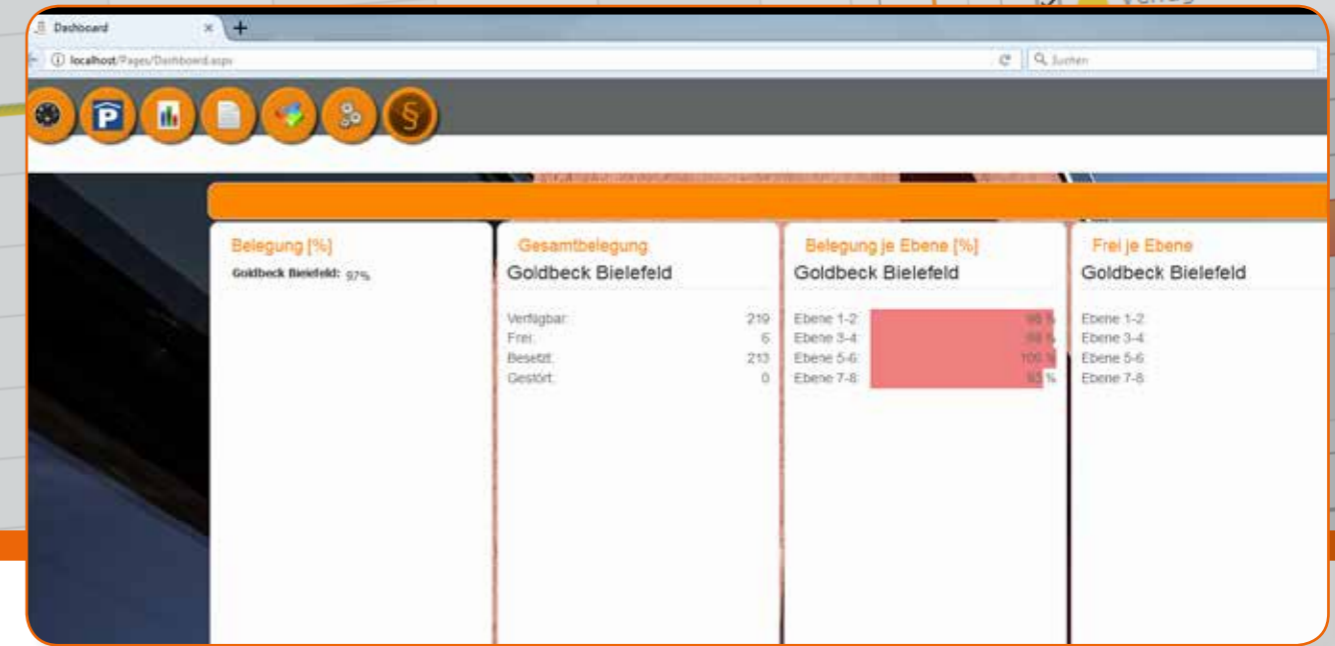 Dashboard
localhost/Pages/Dashboard.aspx
Suchen
P
§
Belegung [%]
Goldbeck Bielefeld: 97%
Gesamtbelegung
Goldbeck Bielefeld
Verfügbar: 219
Frei: 6
Besetzt: 213
Gestört: 0
Belegung je Ebene [%]
Goldbeck Bielefeld
Ebene 1-2: %
Ebene 3-4: %
Ebene 5-6: 100 %
Ebene 7-8: 93 %
Frei je Ebene
Goldbeck Bielefeld
Ebene 1-2:
Ebene 3-4:
Ebene 5-6:
Ebene 7-8: